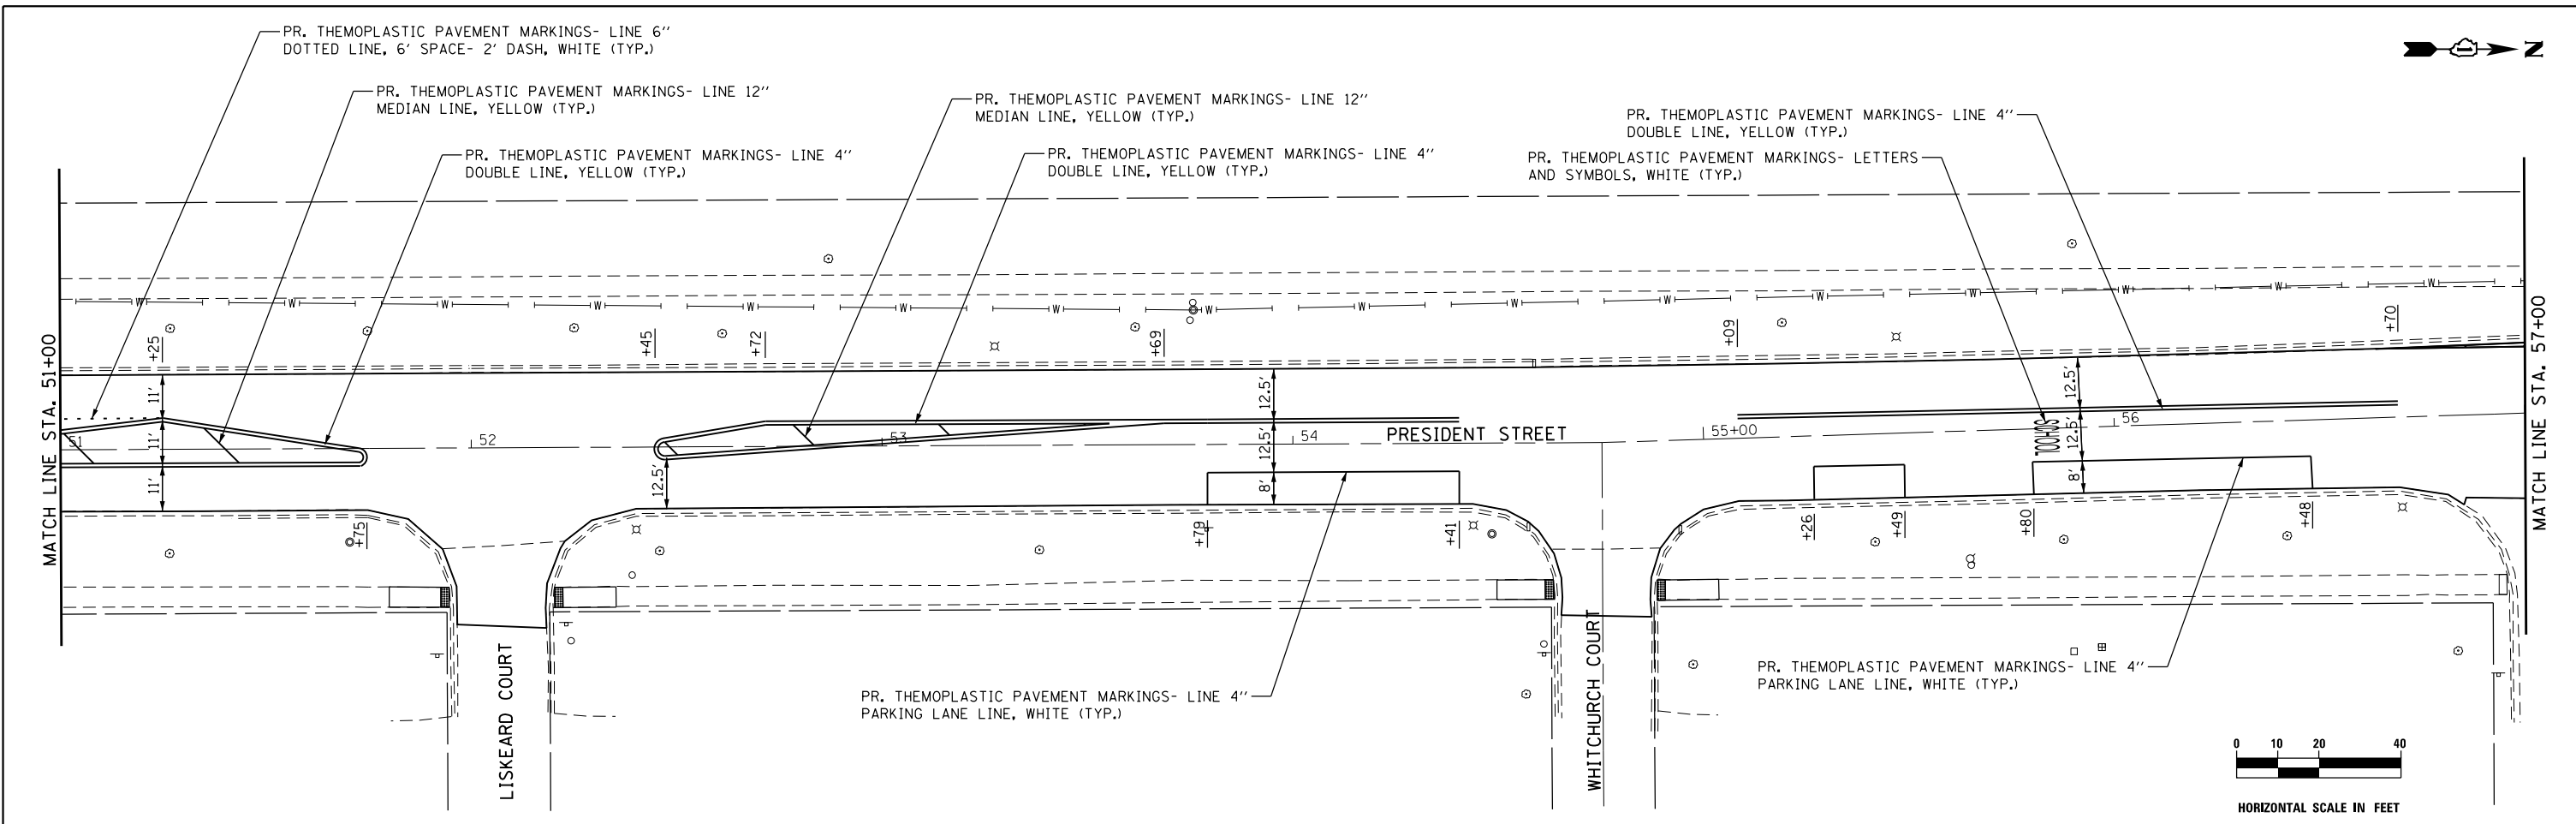 PR. THEMOPLASTIC PAVEMENT MARKINGS- LINE 6''
DOTTED LINE, 6' SPACE- 2' DASH, WHITE (TYP.)
N
PR. THEMOPLASTIC PAVEMENT MARKINGS- LINE 12''
MEDIAN LINE, YELLOW (TYP.)
PR. THEMOPLASTIC PAVEMENT MARKINGS- LINE 12''
MEDIAN LINE, YELLOW (TYP.)
PR. THEMOPLASTIC PAVEMENT MARKINGS- LINE 4''
DOUBLE LINE, YELLOW (TYP.)
PR. THEMOPLASTIC PAVEMENT MARKINGS- LINE 4''
DOUBLE LINE, YELLOW (TYP.)
PR. THEMOPLASTIC PAVEMENT MARKINGS- LINE 4''
DOUBLE LINE, YELLOW (TYP.)
PR. THEMOPLASTIC PAVEMENT MARKINGS- LETTERS
AND SYMBOLS, WHITE (TYP.)
W W W W W W W W W W W W W W W W
+25
+45
+72
+69
+09
+70
MATCH LINE STA. 51+00
MATCH LINE STA. 57+00
11'
11'
11'
12.5'
12.5'
12.5'
8'
12.5'
12.5'
8'
51
52
53
54
PRESIDENT STREET
55+00
SCHOOL
56
+75
+79
+41
+26
+49
+80
+48
LISKEARD COURT
WHITCHURCH COURT
PR. THEMOPLASTIC PAVEMENT MARKINGS- LINE 4''
PARKING LANE LINE, WHITE (TYP.)
PR. THEMOPLASTIC PAVEMENT MARKINGS- LINE 4''
PARKING LANE LINE, WHITE (TYP.)
0 10 20 40
HORIZONTAL SCALE IN FEET